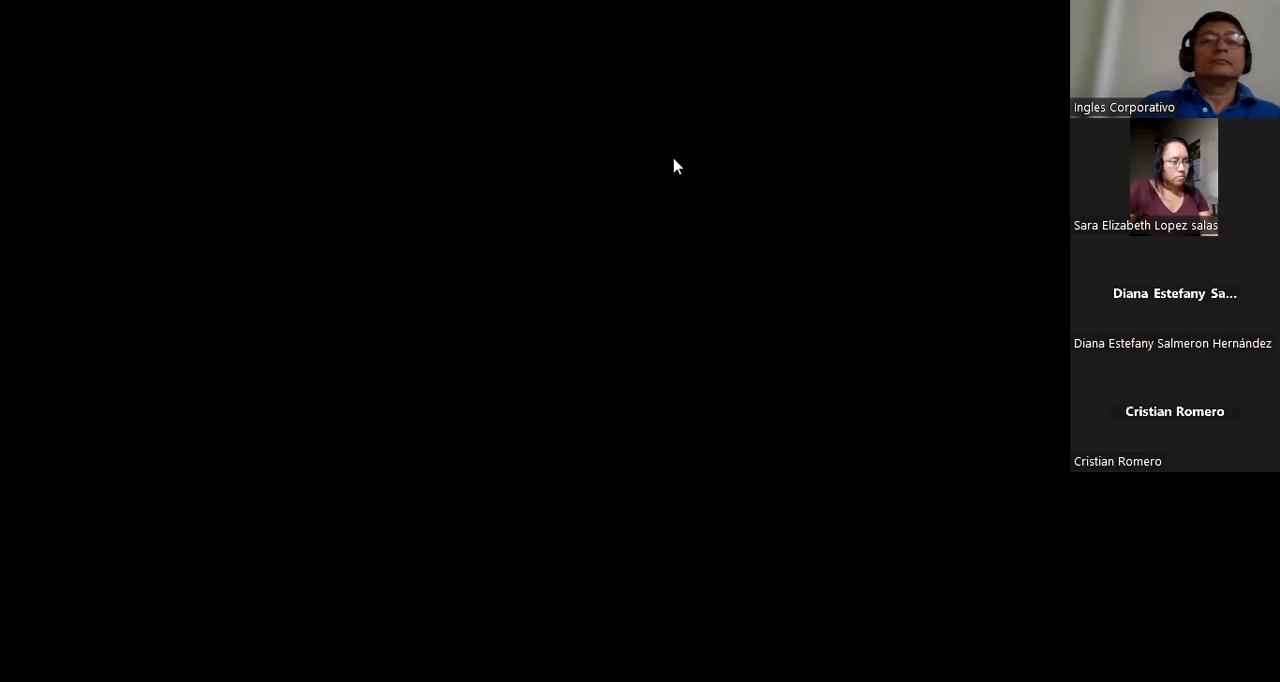 Ingles Corporativo
Sara Elizabeth Lopez salas
Diana Estefany Sa...
Diana Estefany Salmeron Hernández
Cristian Romero
Cristian Romero